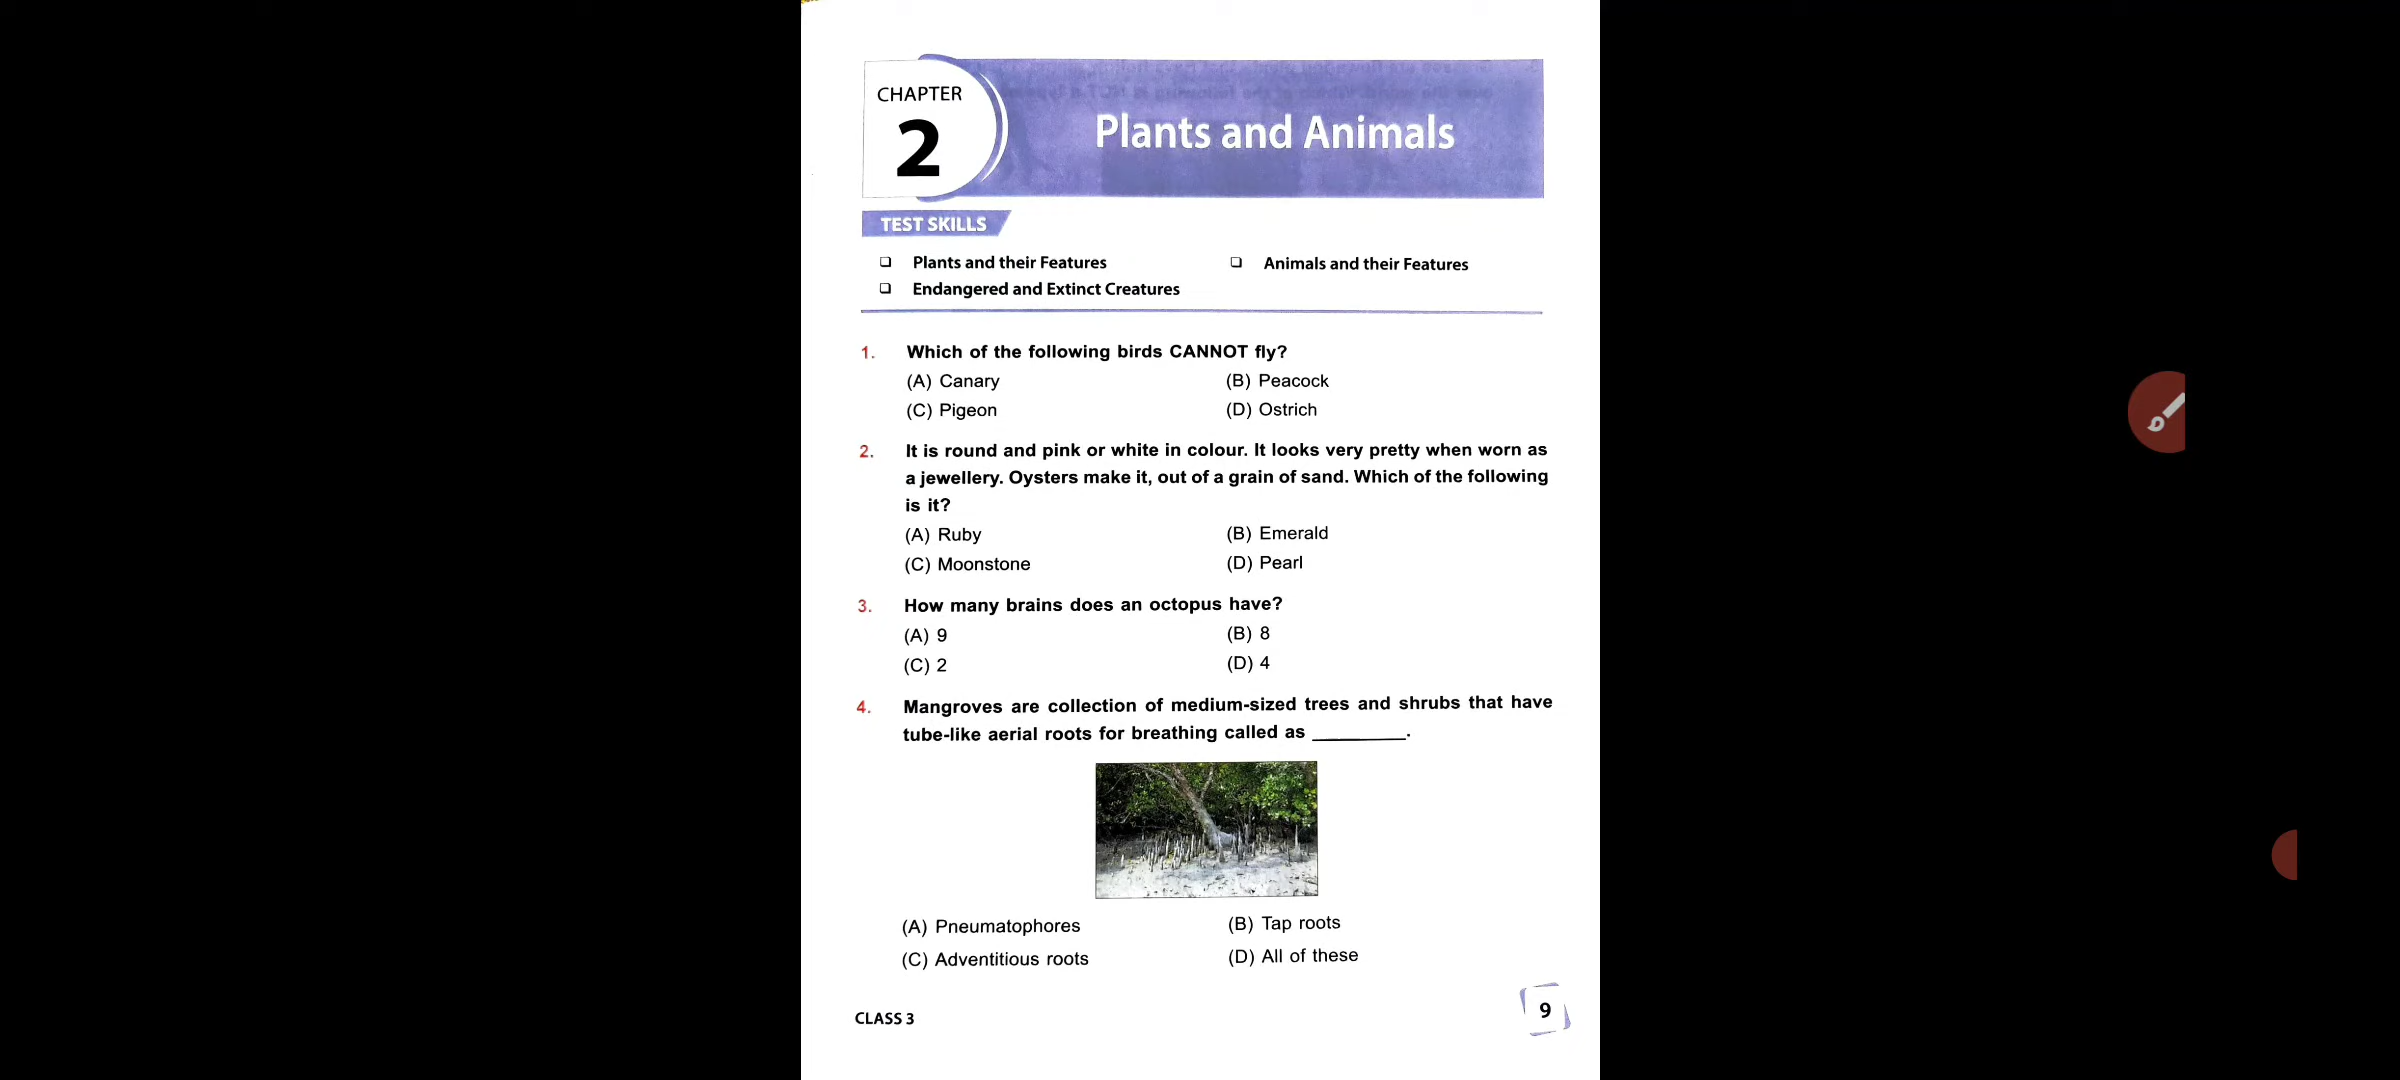 CHAPTER
2
Plants and Animals
TEST SKILLS
❑ Plants and their Features ❑ Animals and their Features
❑ Endangered and Extinct Creatures
1. Which of the following birds CANNOT fly?
(A) Canary (B) Peacock
(C) Pigeon (D) Ostrich
2. It is round and pink or white in colour. It looks very pretty when worn as
a jewellery. Oysters make it, out of a grain of sand. Which of the following
is it?
(A) Ruby (B) Emerald
(C) Moonstone (D) Pearl
3. How many brains does an octopus have?
(A) 9 (B) 8
(C) 2 (D) 4
4. Mangroves are collection of medium-sized trees and shrubs that have
tube-like aerial roots for breathing called as _________.
(A) Pneumatophores (B) Tap roots
(C) Adventitious roots (D) All of these
CLASS 3
9